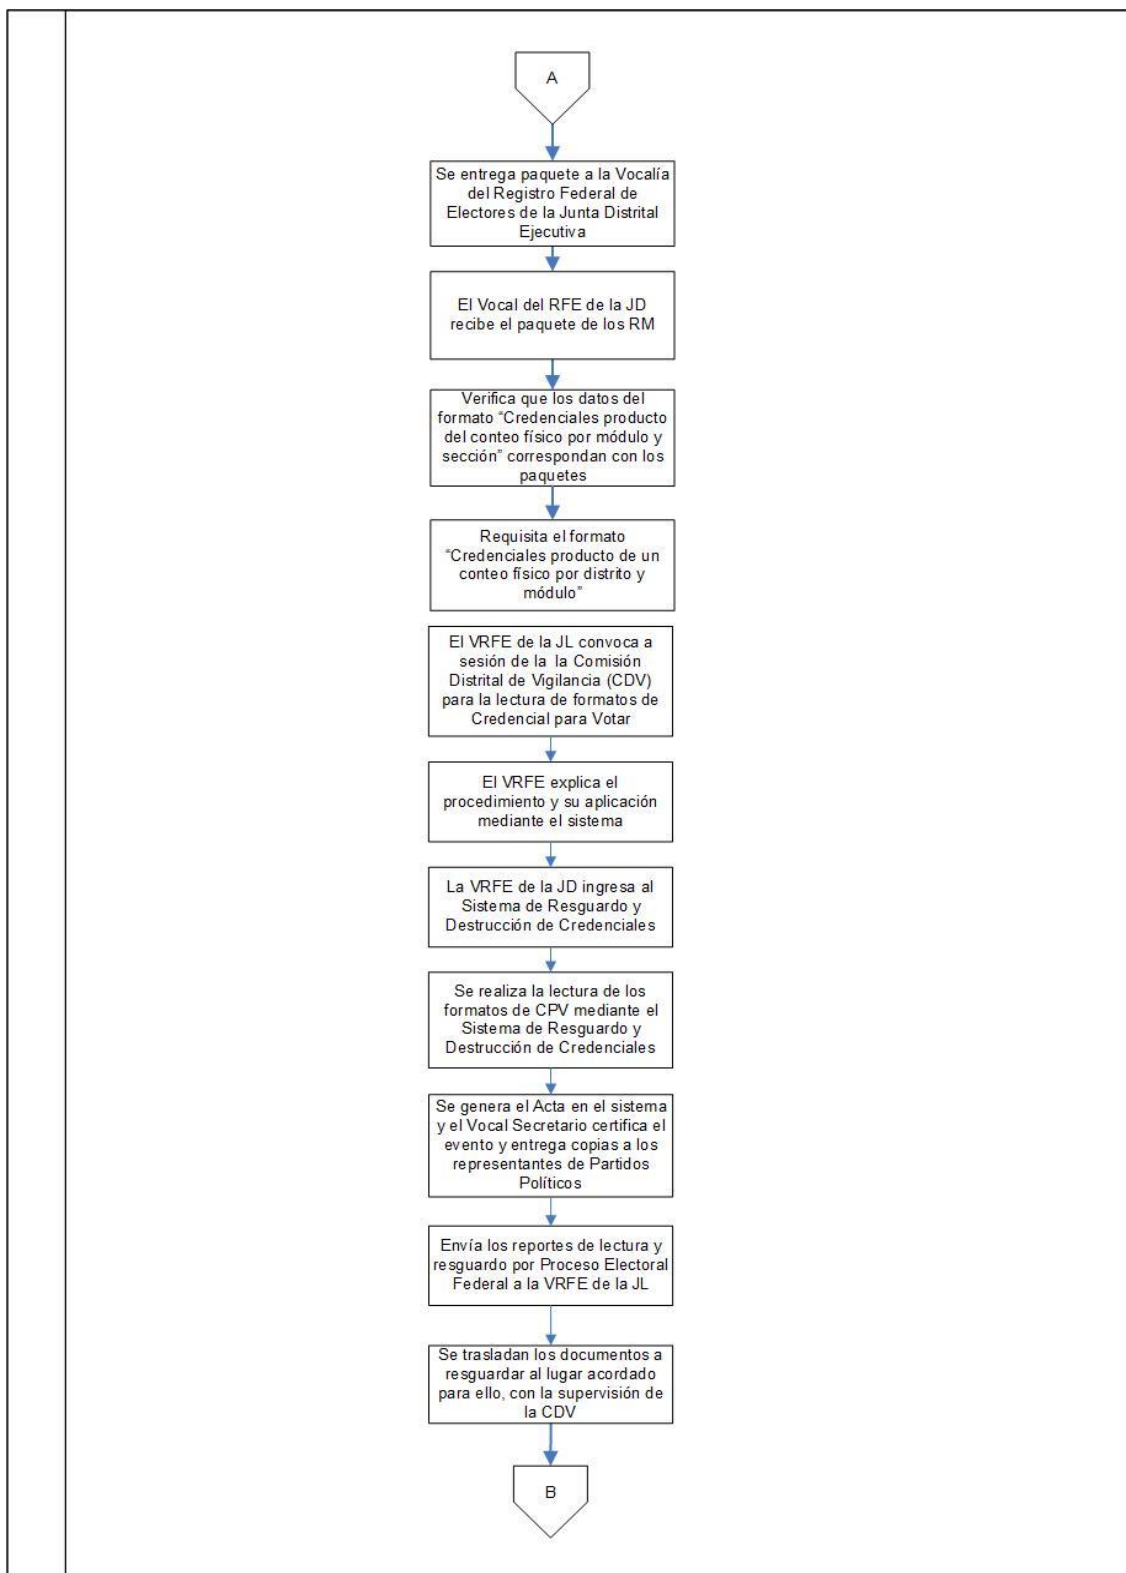 A
Se entrega paquete a la Vocalía
del Registro Federal de
Electores de la Junta Distrital
Ejecutiva
El Vocal del RFE de la JD
recibe el paquete de los RM
Verifica que los datos del
formato “Credenciales producto
del conteo físico por módulo y
sección” correspondan con los
paquetes
Requisita el formato
“Credenciales producto de un
conteo físico por distrito y
módulo”
El VRFE de la JL convoca a
sesión de la la Comisión
Distrital de Vigilancia (CDV)
para la lectura de formatos de
Credencial para Votar
El VRFE explica el
procedimiento y su aplicación
mediante el sistema
La VRFE de la JD ingresa al
Sistema de Resguardo y
Destrucción de Credenciales
Se realiza la lectura de los
formatos de CPV mediante el
Sistema de Resguardo y
Destrucción de Credenciales
Se genera el Acta en el sistema
y el Vocal Secretario certifica el
evento y entrega copias a los
representantes de Partidos
Políticos
Envía los reportes de lectura y
resguardo por Proceso Electoral
Federal a la VRFE de la JL
Se trasladan los documentos a
resguardar al lugar acordado
para ello, con la supervisión de
la CDV
B